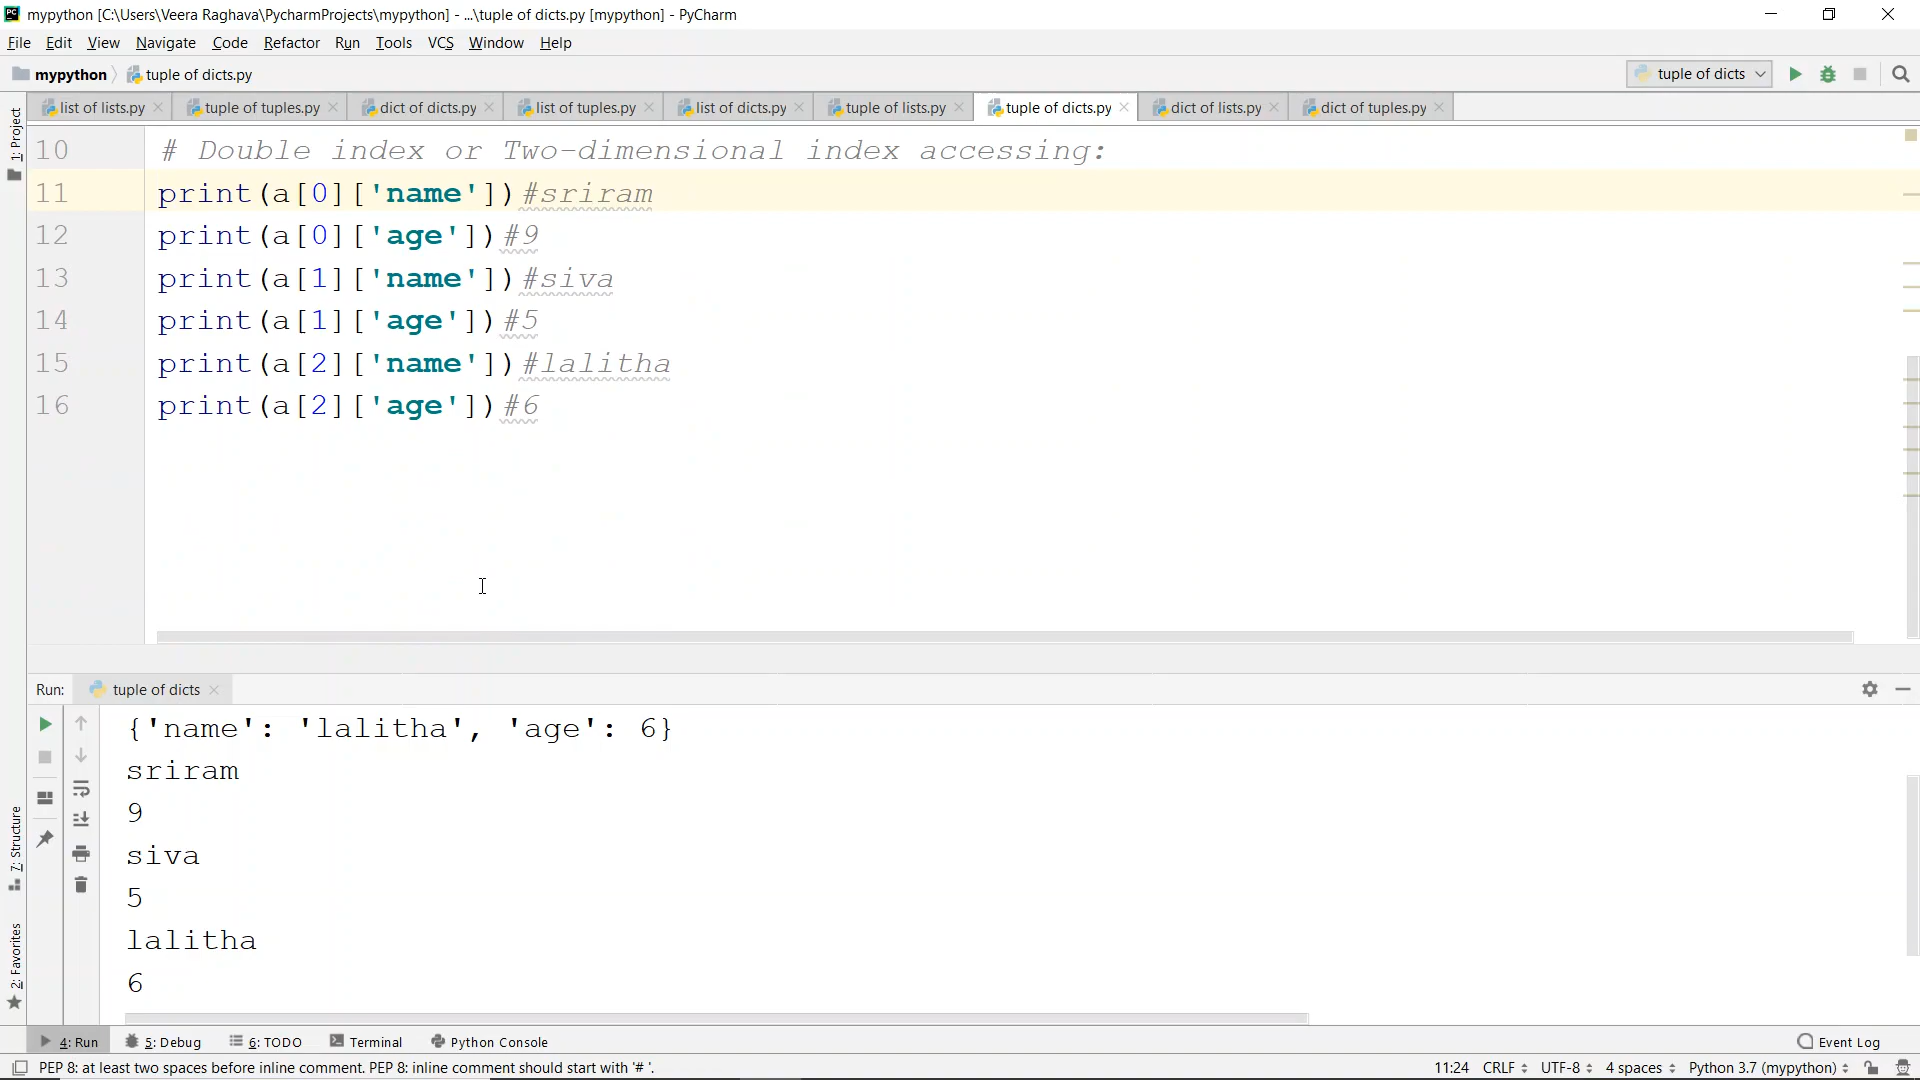 mypython [C:\Users\Veera Raghava\PycharmProjects\mypython] - ...\tuple of dicts.py [mypython] - PyCharm
File Edit View Navigate Code Refactor Run Tools VCS Window Help
mypython tuple of dicts.py tuple of dicts
list of lists.py tuple of tuples.py dict of dicts.py list of tuples.py list of dicts.py tuple of lists.py tuple of dicts.py dict of lists.py dict of tuples.py
1: Project
10 # Double index or Two-dimensional index accessing:
11 print(a[0]['name'])#sriram
12 print(a[0]['age'])#9
13 print(a[1]['name'])#siva
14 print(a[1]['age'])#5
15 print(a[2]['name'])#lalitha
16 print(a[2]['age'])#6
Run: tuple of dicts
{'name': 'lalitha', 'age': 6}
sriram
9
siva
5
lalitha
6
7: Structure
2: Favorites
4: Run 5: Debug 6: TODO Terminal Python Console Event Log
PEP 8: at least two spaces before inline comment. PEP 8: inline comment should start with '# '. 11:24 CRLF UTF-8 4 spaces Python 3.7 (mypython)